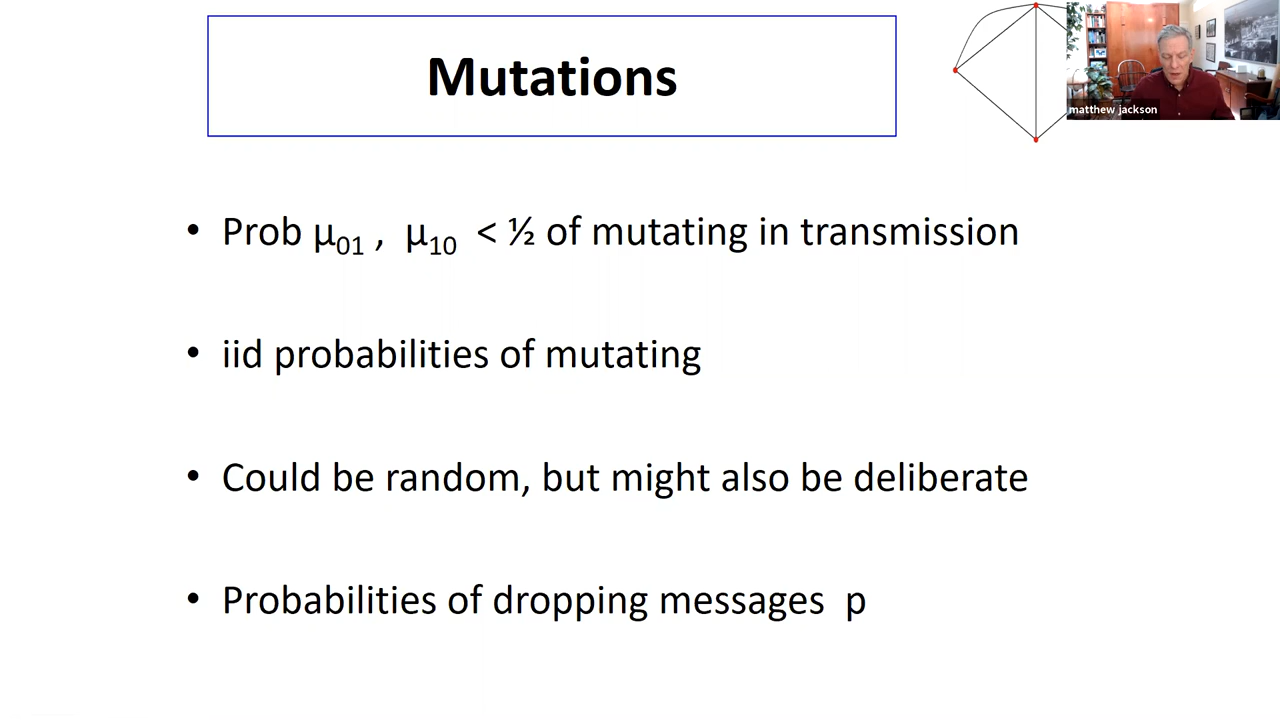 Mutations
matthew jackson
• Prob μ₀₁ , μ₁₀ < ½ of mutating in transmission
• iid probabilities of mutating
• Could be random, but might also be deliberate
• Probabilities of dropping messages p